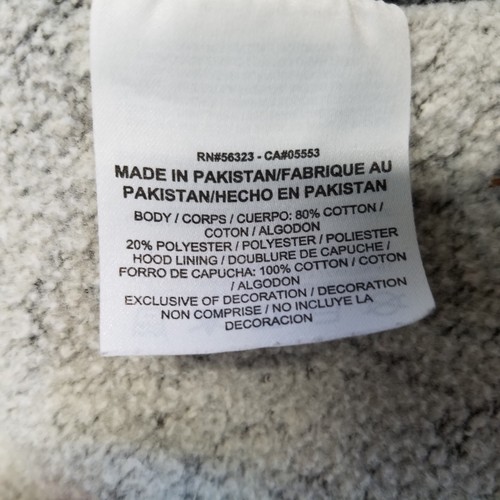 RN#56323 - CA#05553
MADE IN PAKISTAN/FABRIQUE AU
PAKISTAN/HECHO EN PAKISTAN
BODY / CORPS / CUERPO: 80% COTTON /
COTON / ALGODON
20% POLYESTER / POLYESTER / POLIESTER
HOOD LINING / DOUBLURE DE CAPUCHE /
FORRO DE CAPUCHA: 100% COTTON / COTON
/ ALGODON
EXCLUSIVE OF DECORATION / DECORATION
NON COMPRISE / NO INCLUYE LA
DECORACION